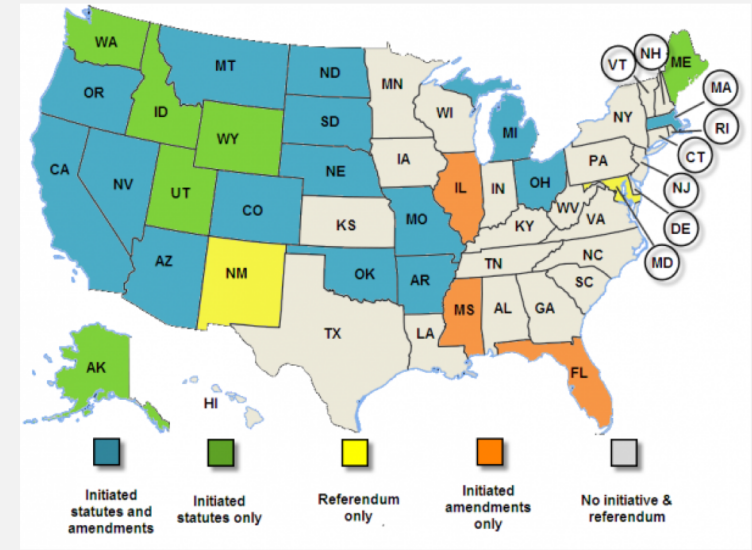 WA
MT
ND
MN
VT
NH
ME
OR
ID
SD
WI
MI
NY
MA
WY
RI
CA
NV
UT
CO
NE
IA
IL
IN
OH
PA
CT
NJ
KS
MO
KY
WV
VA
DE
AZ
NM
OK
AR
TN
NC
MD
SC
TX
LA
MS
AL
GA
FL
AK
HI
Initiated
statutes and
amendments
Initiated
statutes only
Referendum
only
Initiated
amendments
only
No initiative &
referendum